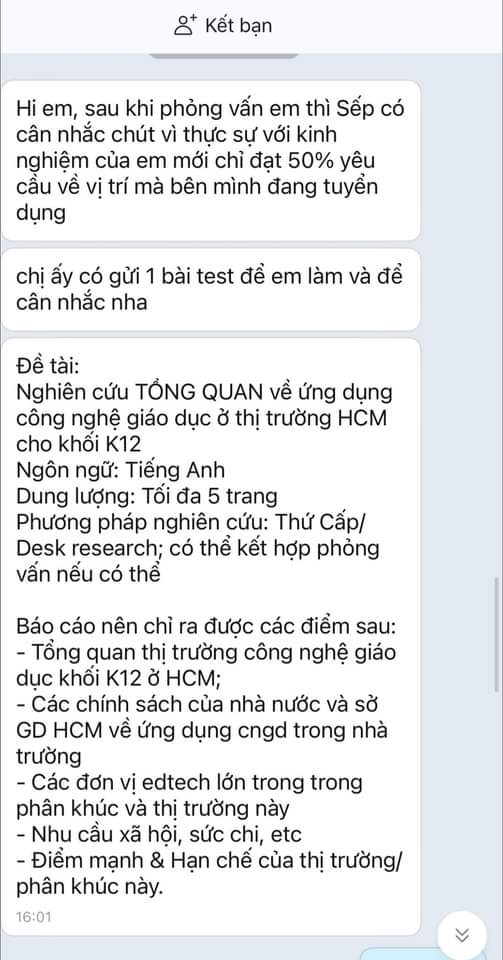 Kết bạn
Hi em, sau khi phỏng vấn em thì Sếp có
cân nhắc chút vì thực sự với kinh
nghiệm của em mới chỉ đạt 50% yêu
cầu về vị trí mà bên mình đang tuyển
dụng
chị ấy có gửi 1 bài test để em làm và để
cân nhắc nha
Đề tài:
Nghiên cứu TỔNG QUAN về ứng dụng
công nghệ giáo dục ở thị trường HCM
cho khối K12
Ngôn ngữ: Tiếng Anh
Dung lượng: Tối đa 5 trang
Phương pháp nghiên cứu: Thứ Cấp/
Desk research; có thể kết hợp phỏng
vấn nếu có thể
Báo cáo nên chỉ ra được các điểm sau:
- Tổng quan thị trường công nghệ giáo
dục khối K12 ở HCM;
- Các chính sách của nhà nước và sở
GD HCM về ứng dụng cngd trong nhà
trường
- Các đơn vị edtech lớn trong trong
phân khúc và thị trường này
- Nhu cầu xã hội, sức chi, etc
- Điểm mạnh & Hạn chế của thị trường/
phân khúc này.
16:01